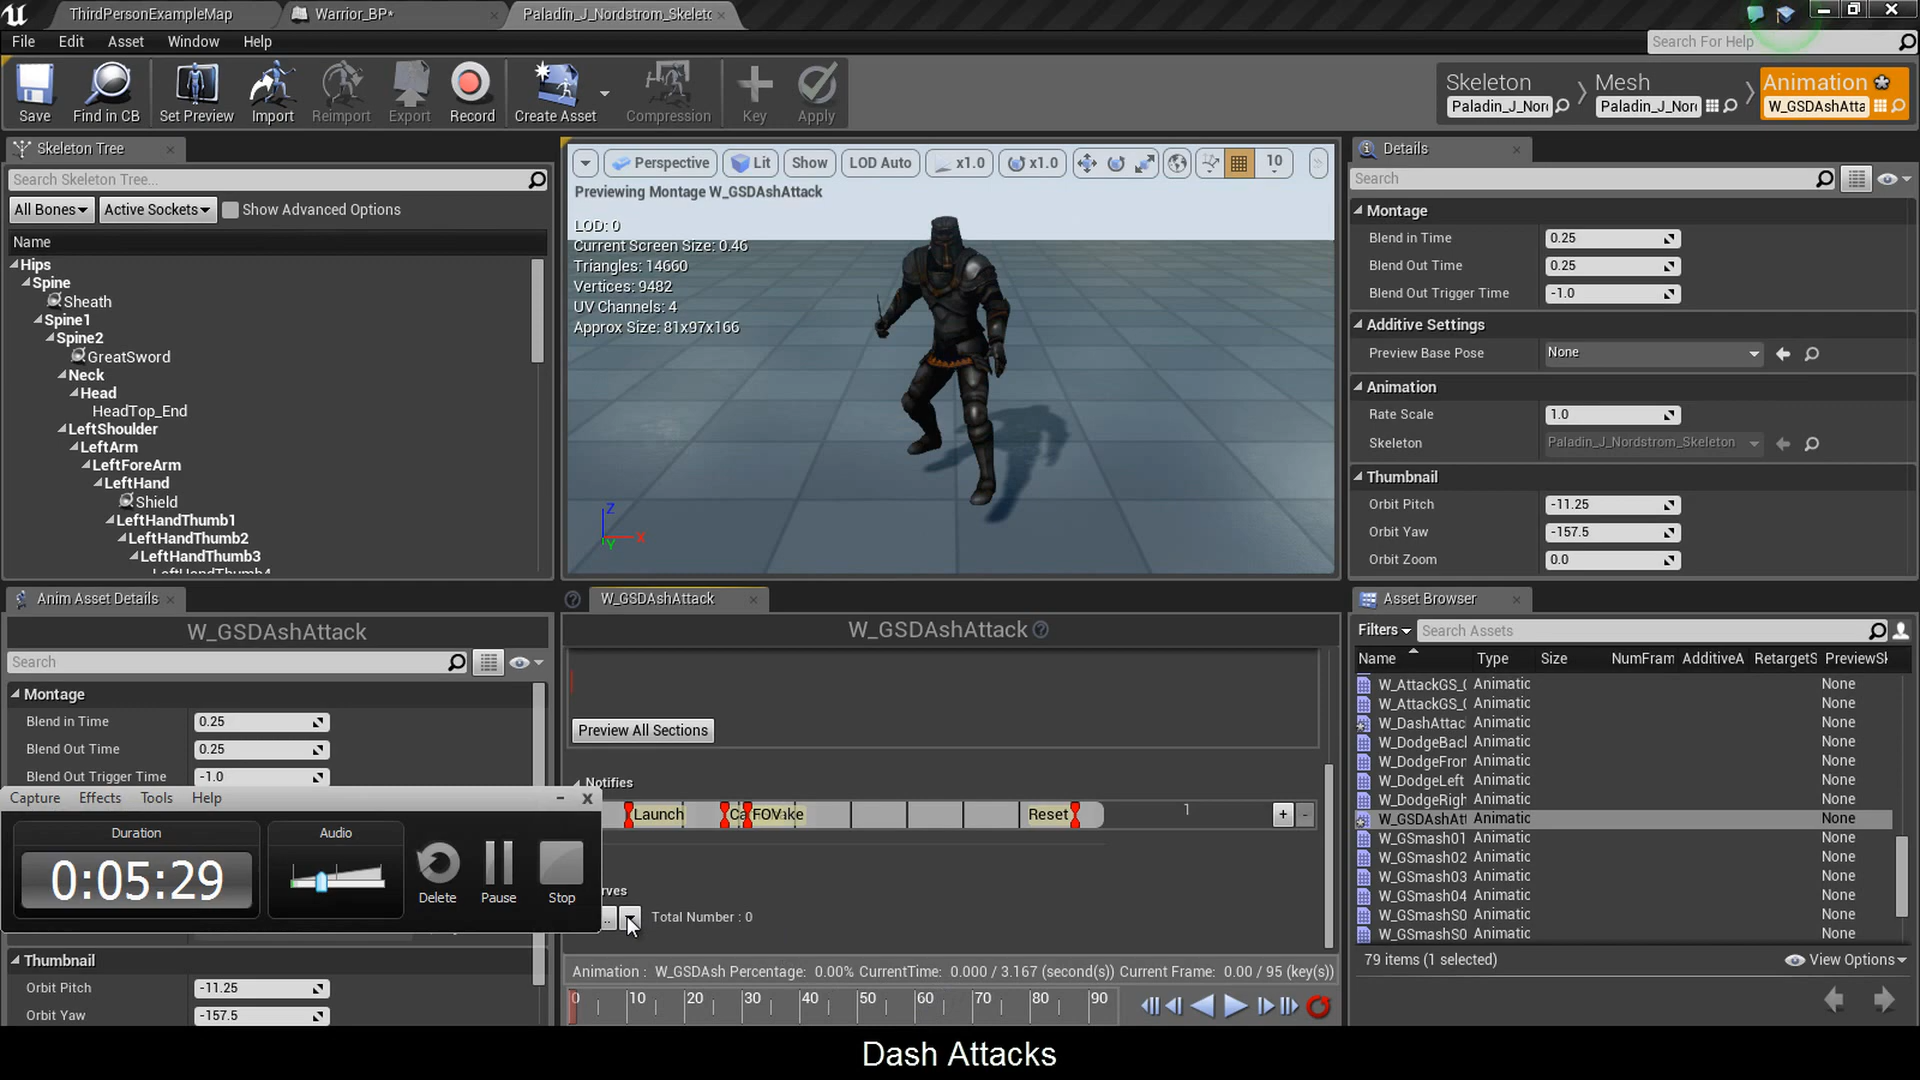 ThirdPersonExampleMap
Warrior_BP*
Paladin_J_Nordstrom_Skeletc
File Edit Asset Window Help
Search For Help
Save
Find in CB
Set Preview
Import
Reimport
Export
Record
Create Asset
Compression
Key
Apply
Skeleton
Paladin_J_Nor
Mesh
Paladin_J_Nor
Animation
W_GSDAshAtta
Skeleton Tree
Search Skeleton Tree...
All Bones
Active Sockets
Show Advanced Options
Name
Hips
Spine
Sheath
Spine1
Spine2
GreatSword
Neck
Head
HeadTop_End
LeftShoulder
LeftArm
LeftForeArm
LeftHand
Shield
LeftHandThumb1
LeftHandThumb2
LeftHandThumb3
LeftHandThumb4
Perspective
Lit
Show
LOD Auto
x1.0
x1.0
10
Previewing Montage W_GSDAshAttack
LOD: 0
Current Screen Size: 0.46
Triangles: 14660
Vertices: 9482
UV Channels: 4
Approx Size: 81x97x166
Z
X
Y
Details
Search
Montage
Blend in Time 0.25
Blend Out Time 0.25
Blend Out Trigger Time -1.0
Additive Settings
Preview Base Pose None
Animation
Rate Scale 1.0
Skeleton Paladin_J_Nordstrom_Skeleton
Thumbnail
Orbit Pitch -11.25
Orbit Yaw -157.5
Orbit Zoom 0.0
Anim Asset Details
W_GSDAshAttack
Search
Montage
Blend in Time 0.25
Blend Out Time 0.25
Blend Out Trigger Time -1.0
Capture Effects Tools Help
Duration
0:05:29
Audio
Delete
Pause
Stop
Thumbnail
Orbit Pitch -11.25
Orbit Yaw -157.5
W_GSDAshAttack
W_GSDAshAttack
Preview All Sections
Notifies
Launch
Ca
FOV
ake
Reset
1
+
-
rves
Total Number : 0
Animation : W_GSDAsh Percentage: 0.00% CurrentTime: 0.000 / 3.167 (second(s)) Current Frame: 0.00 / 95 (key(s))
0 10 20 30 40 50 60 70 80 90
Asset Browser
Filters
Search Assets
Name Type Size NumFram AdditiveA RetargetS PreviewSk
W_AttackGS_0 Animatic None
W_AttackGS_0 Animatic None
W_DashAttac Animatic None
W_DodgeBacl Animatic None
W_DodgeFron Animatic None
W_DodgeLeft Animatic None
W_DodgeRigh Animatic None
W_GSDAshAtt Animatic None
W_GSmash01 Animatic None
W_GSmash02 Animatic None
W_GSmash03 Animatic None
W_GSmash04 Animatic None
W_GSmashS0 Animatic None
W_GSmashS0 Animatic None
79 items (1 selected)
View Options
Dash Attacks